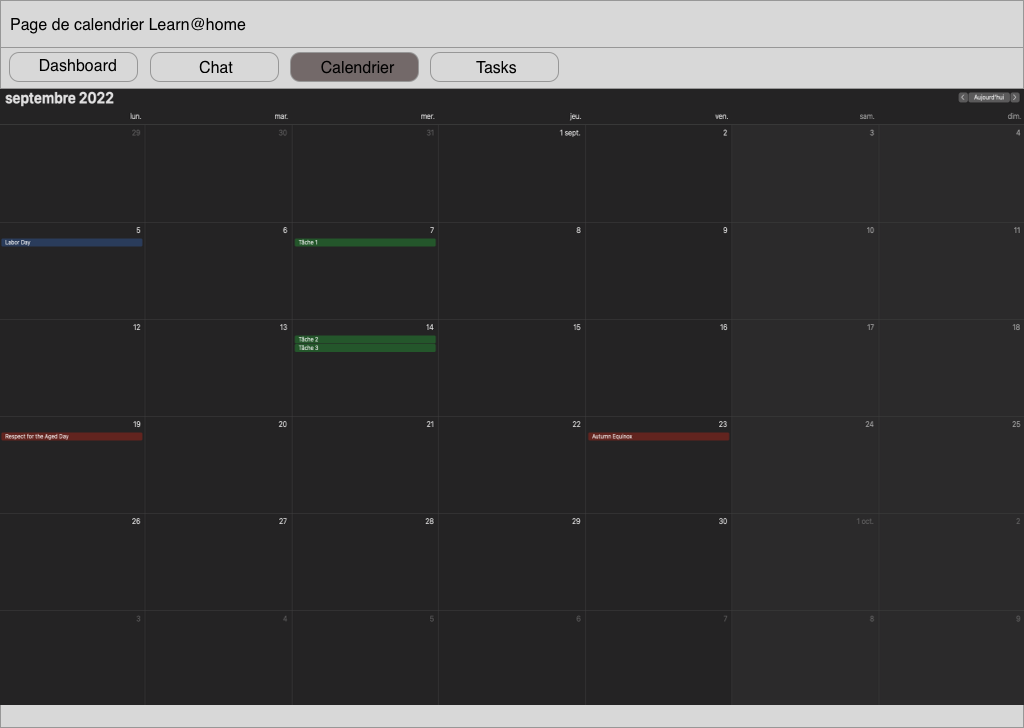 Page de calendrier Learn@home
Dashboard Chat Calendrier Tasks
septembre 2022 Aujourd'hui
lun. mar. mer. jeu. ven. sam. dim.
29 30 31 1 sept. 2 3 4
5 6 7 8 9 10 11
Labor Day Tâche 1
12 13 14 15 16 17 18
Tâche 2
Tâche 3
19 20 21 22 23 24 25
Respect for the Aged Day Autumn Equinox
26 27 28 29 30 1 oct. 2
3 4 5 6 7 8 9